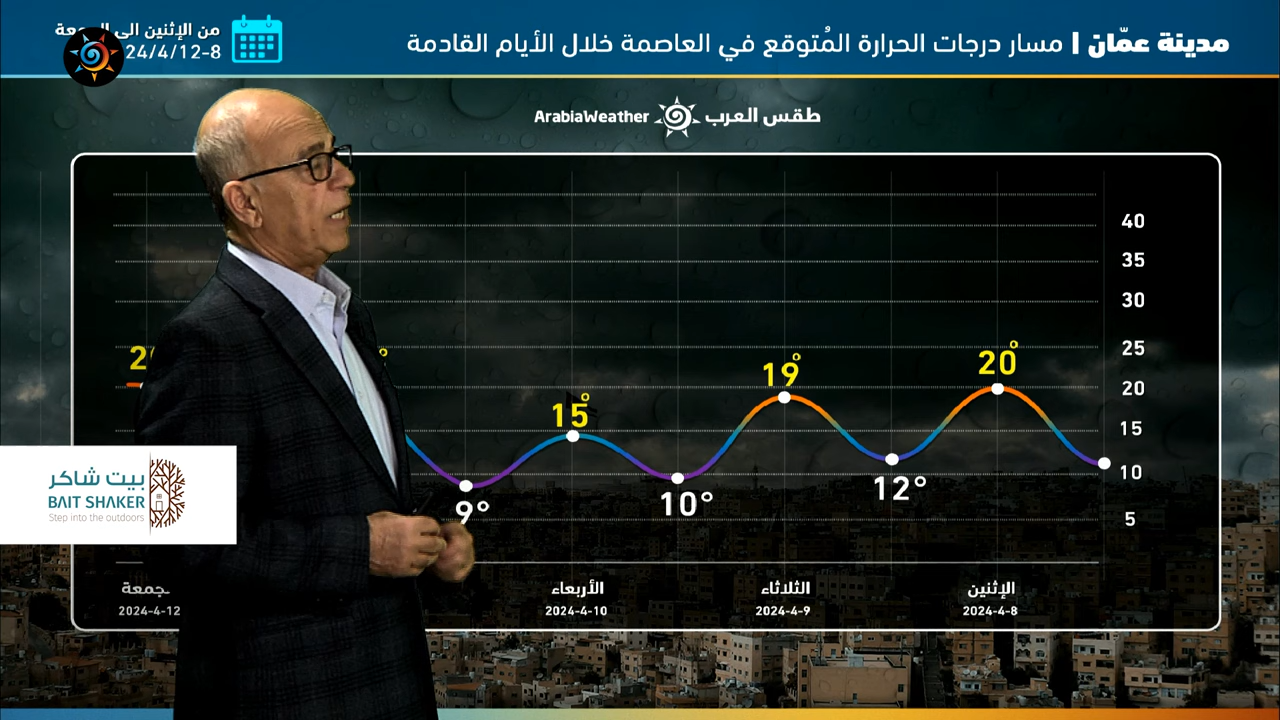 مدينة عمّان | مسار درجات الحرارة المُتوقع في العاصمة خلال الأيام القادمة
من الإثنين الى
24/4/12-8
طقس العرب ArabiaWeather
40
35
30
25
20
15
10
5
20°
19°
15°
12°
10°
9°
الإثنين
2024-4-8
الثلاثاء
2024-4-9
الأربعاء
2024-4-10
2024-4-12
بيت شاكر
BAIT SHAKER
Step into the outdoors